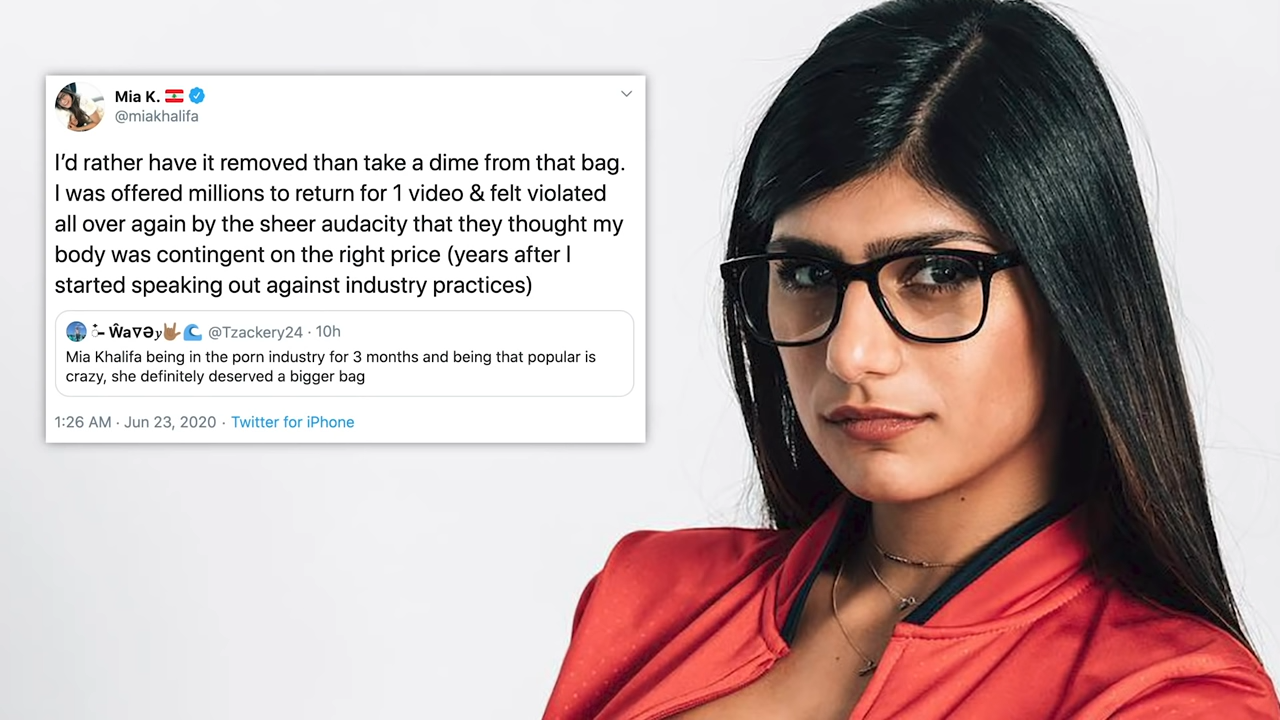 Mia K. 🇱🇧
@miakhalifa
I’d rather have it removed than take a dime from that bag.
I was offered millions to return for 1 video & felt violated
all over again by the sheer audacity that they thought my
body was contingent on the right price (years after I
started speaking out against industry practices)
ŴaᏤƏy🤟🏽🌊 @Tzackery24 · 10h
Mia Khalifa being in the porn industry for 3 months and being that popular is
crazy, she definitely deserved a bigger bag
1:26 AM · Jun 23, 2020 · Twitter for iPhone